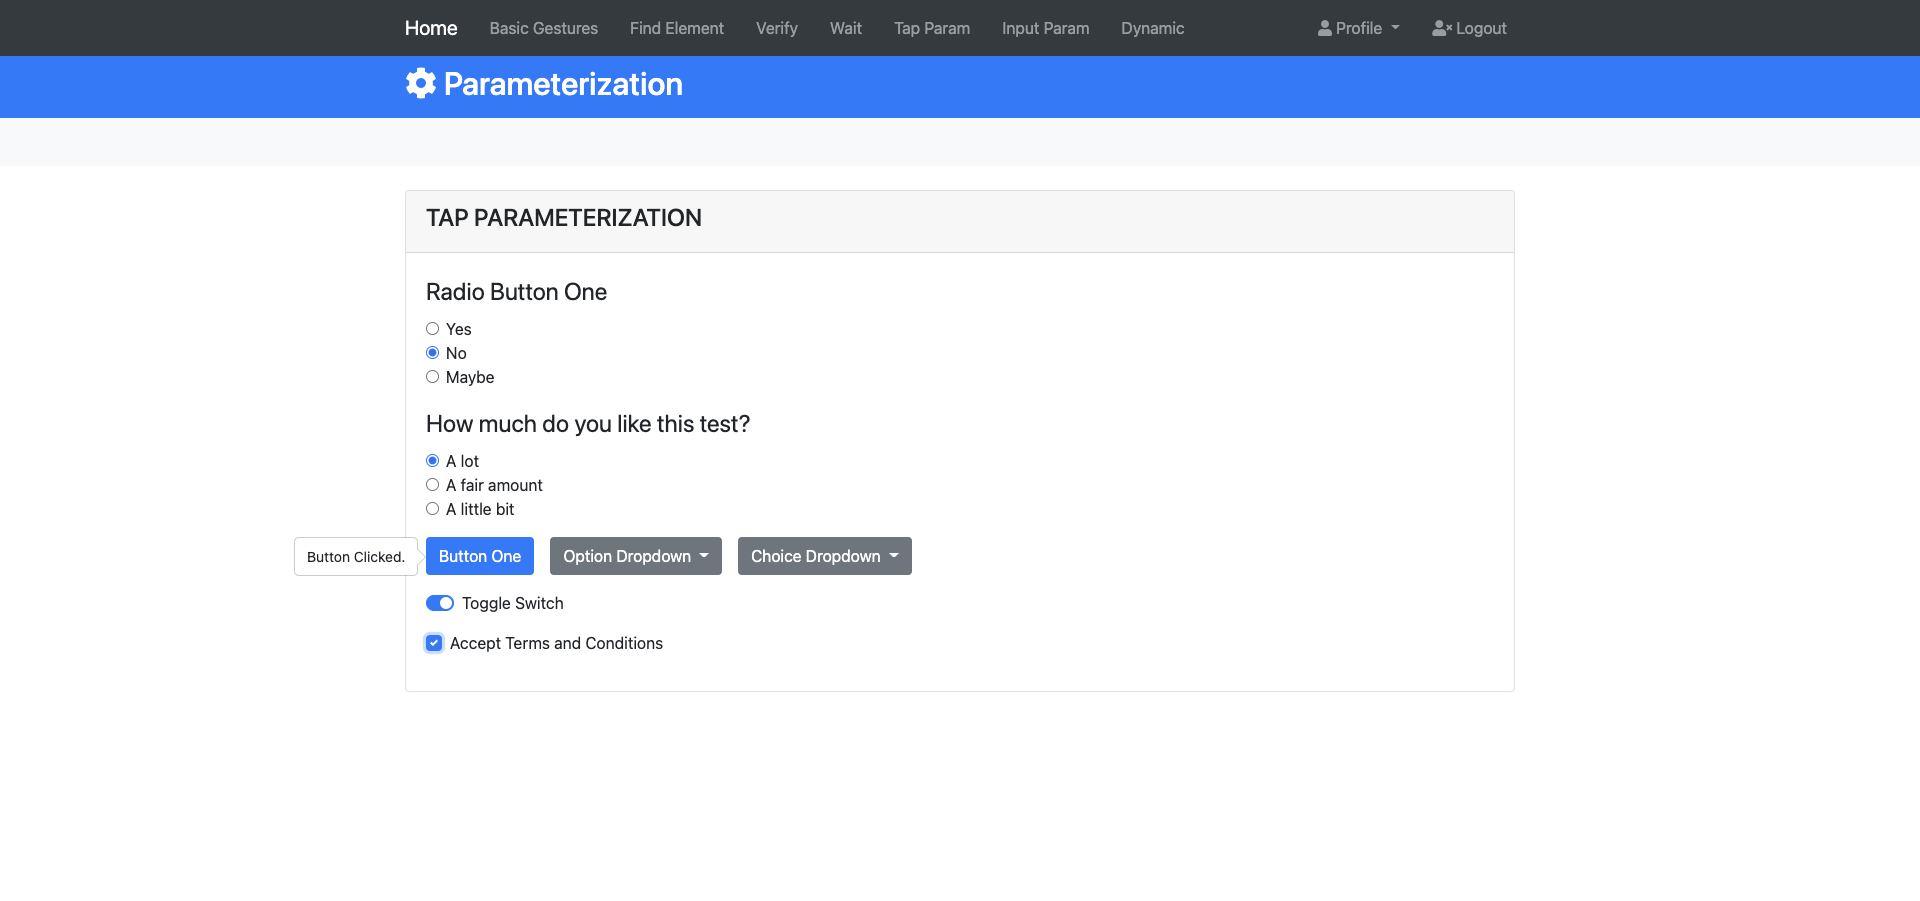 Home Basic Gestures Find Element Verify Wait Tap Param Input Param Dynamic Profile Logout
Parameterization
TAP PARAMETERIZATION
Radio Button One
Yes
No
Maybe
How much do you like this test?
A lot
A fair amount
A little bit
Button Clicked. Button One Option Dropdown Choice Dropdown
Toggle Switch
Accept Terms and Conditions